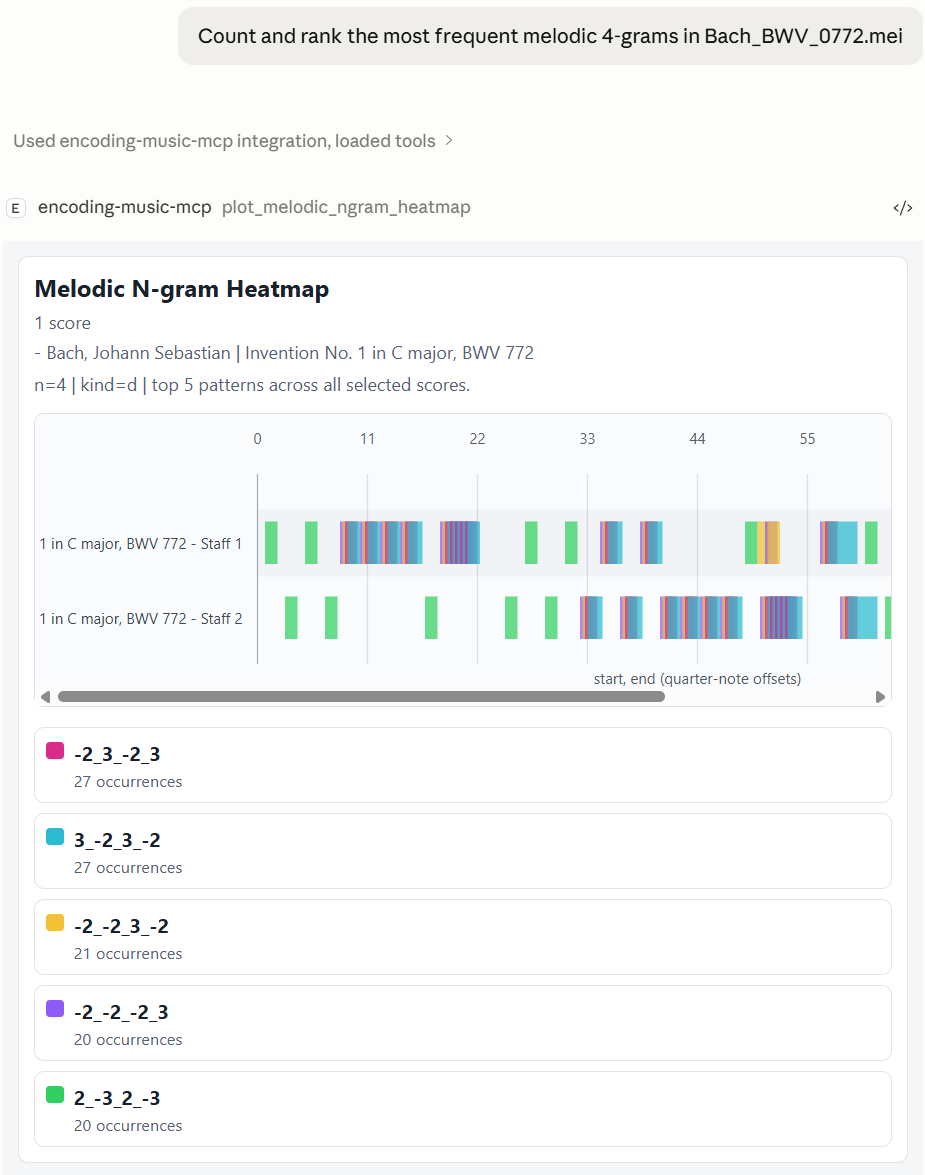 Count and rank the most frequent melodic 4-grams in Bach_BWV_0772.mei
Used encoding-music-mcp integration, loaded tools >
E encoding-music-mcp plot_melodic_ngram_heatmap </>
Melodic N-gram Heatmap
1 score
- Bach, Johann Sebastian | Invention No. 1 in C major, BWV 772
n=4 | kind=d | top 5 patterns across all selected scores.
0 11 22 33 44 55
1 in C major, BWV 772 - Staff 1
1 in C major, BWV 772 - Staff 2
start, end (quarter-note offsets)
-2_3_-2_3
27 occurrences
3_-2_3_-2
27 occurrences
-2_-2_3_-2
21 occurrences
-2_-2_-2_3
20 occurrences
2_-3_2_-3
20 occurrences